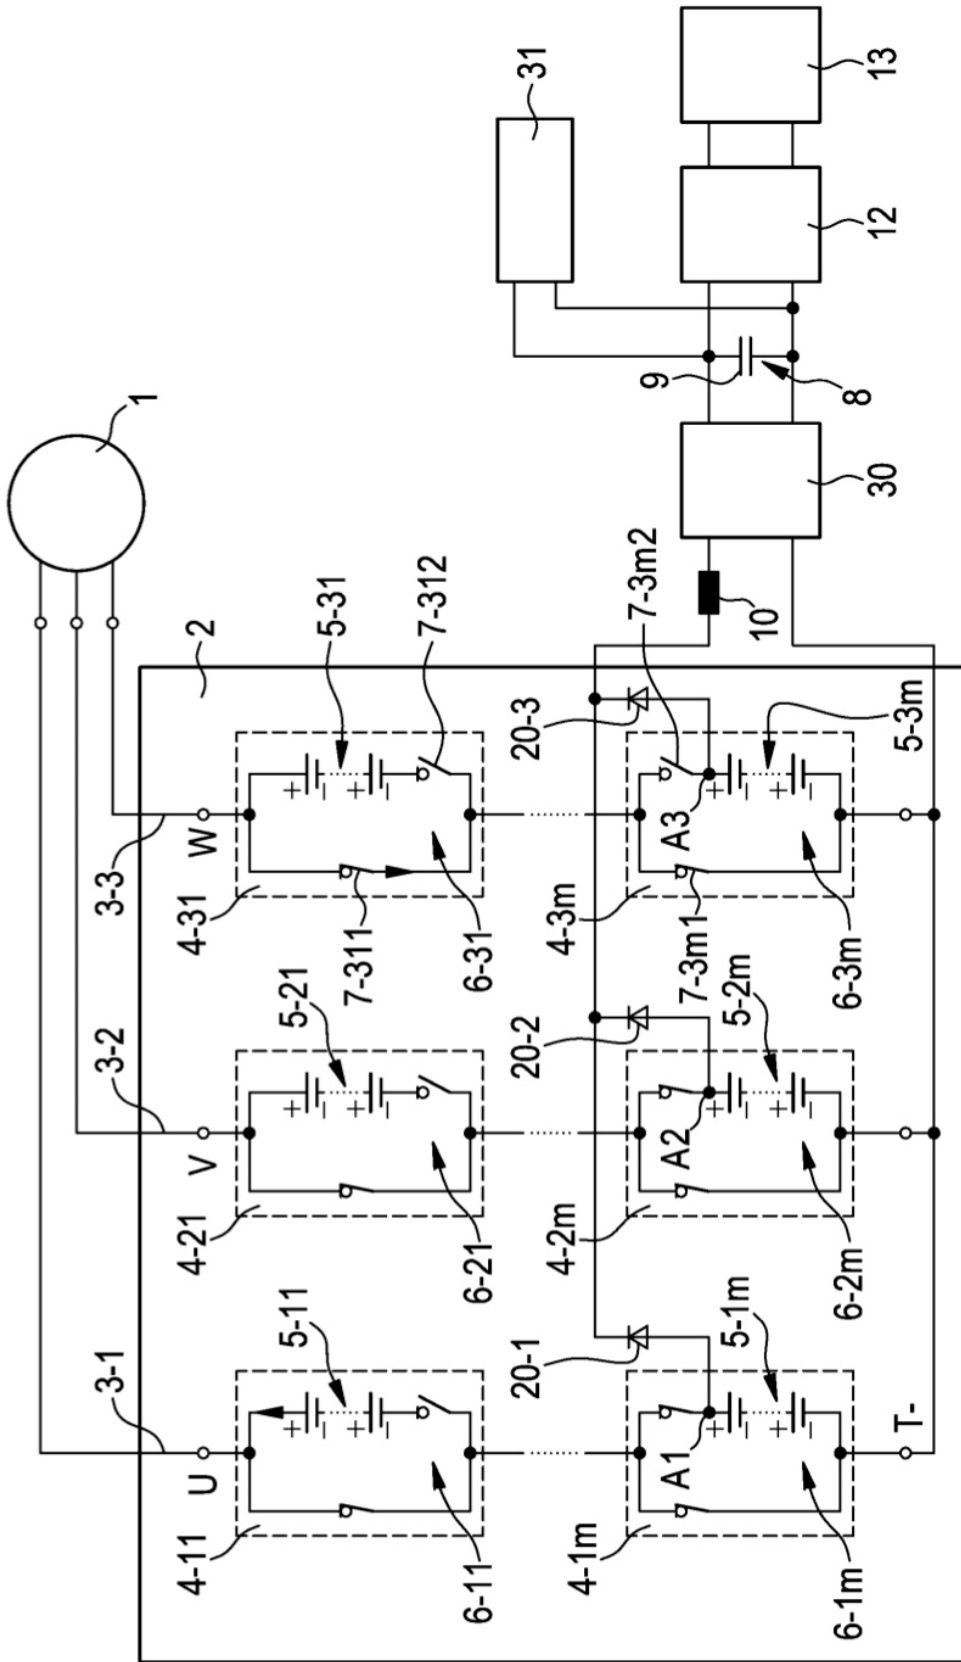 1
2
3-1
3-2
3-3
U
V
W
4-11
5-11
6-11
4-21
5-21
6-21
4-31
5-31
7-311
7-312
6-31
+
−
+
−
+
−
+
−
+
−
+
−
20-1
20-2
20-3
4-1m
A1
5-1m
6-1m
4-2m
A2
5-2m
6-2m
4-3m
A3
7-3m1
7-3m2
5-3m
6-3m
+
−
+
−
+
−
+
−
+
−
+
−
T-
10
30
9
8
31
12
13